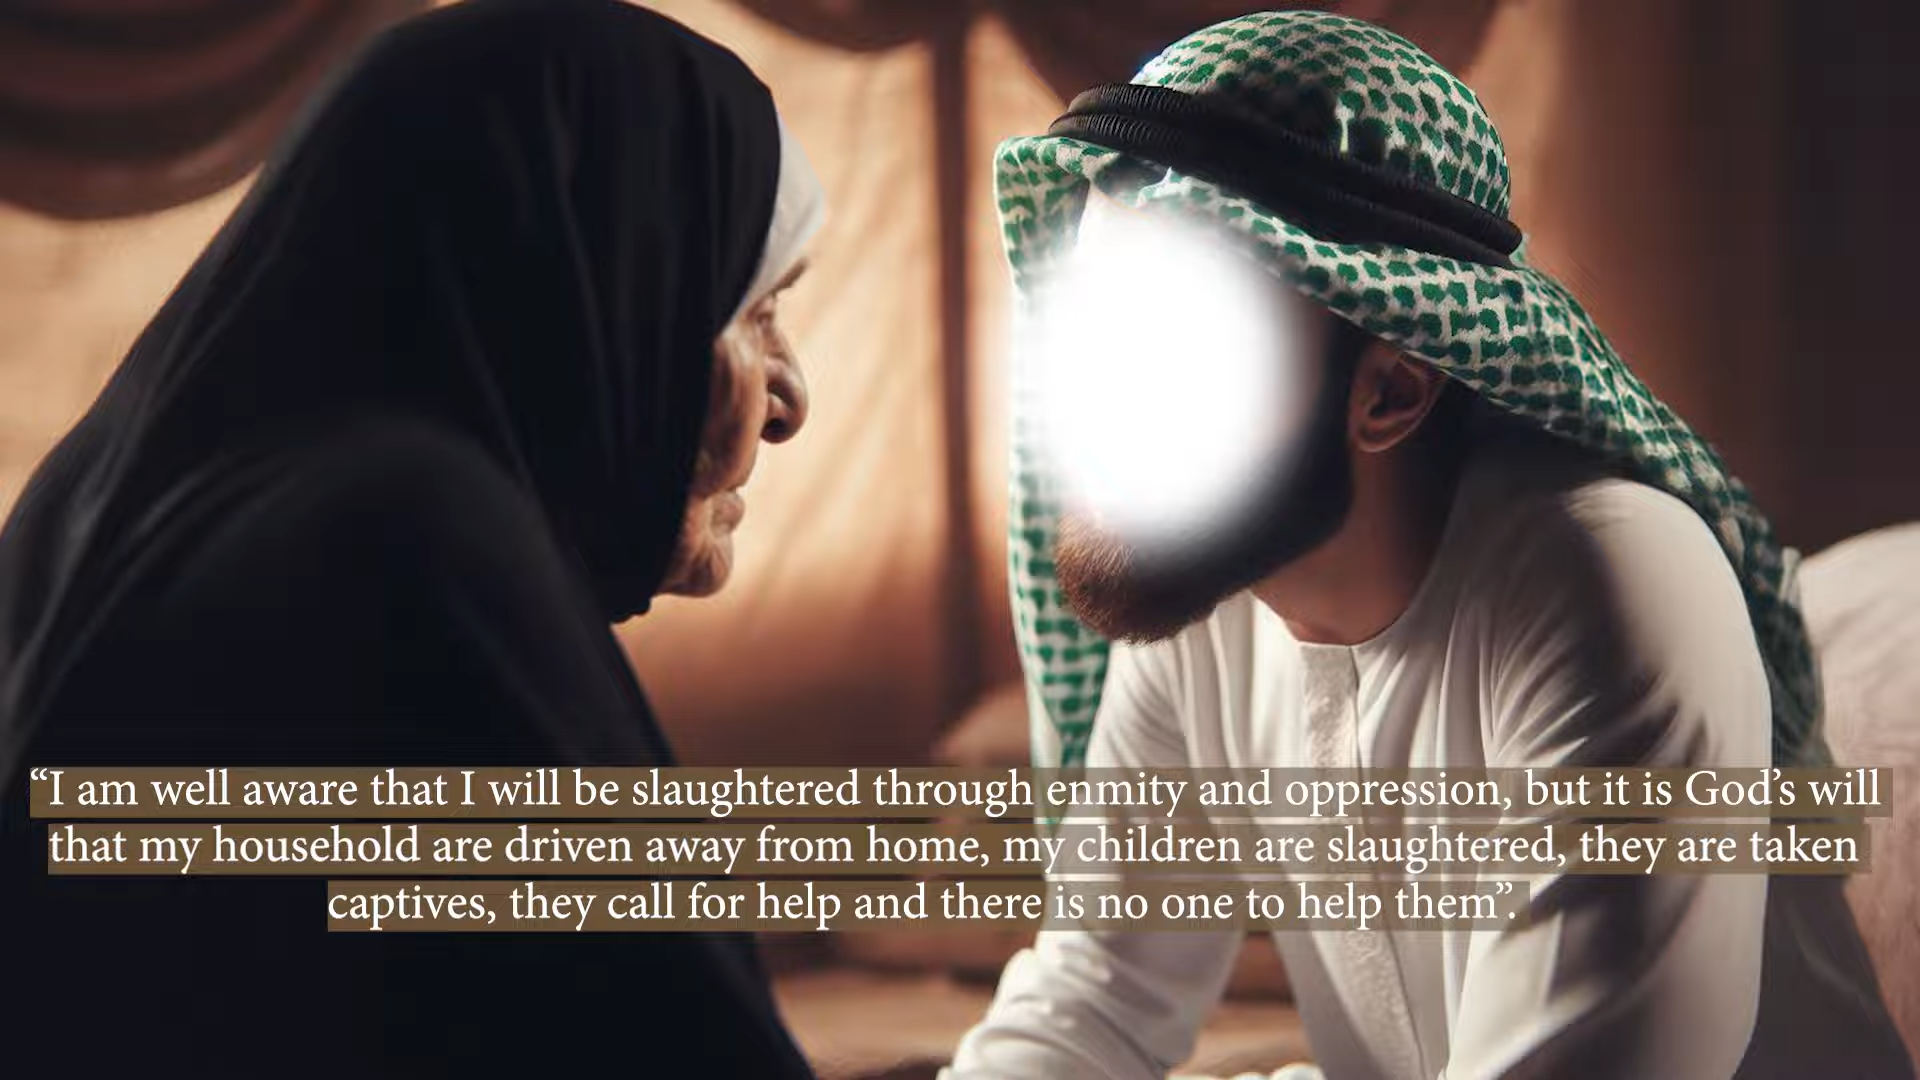 “I am well aware that I will be slaughtered through enmity and oppression, but it is God’s will
that my household are driven away from home, my children are slaughtered, they are taken
captives, they call for help and there is no one to help them”.